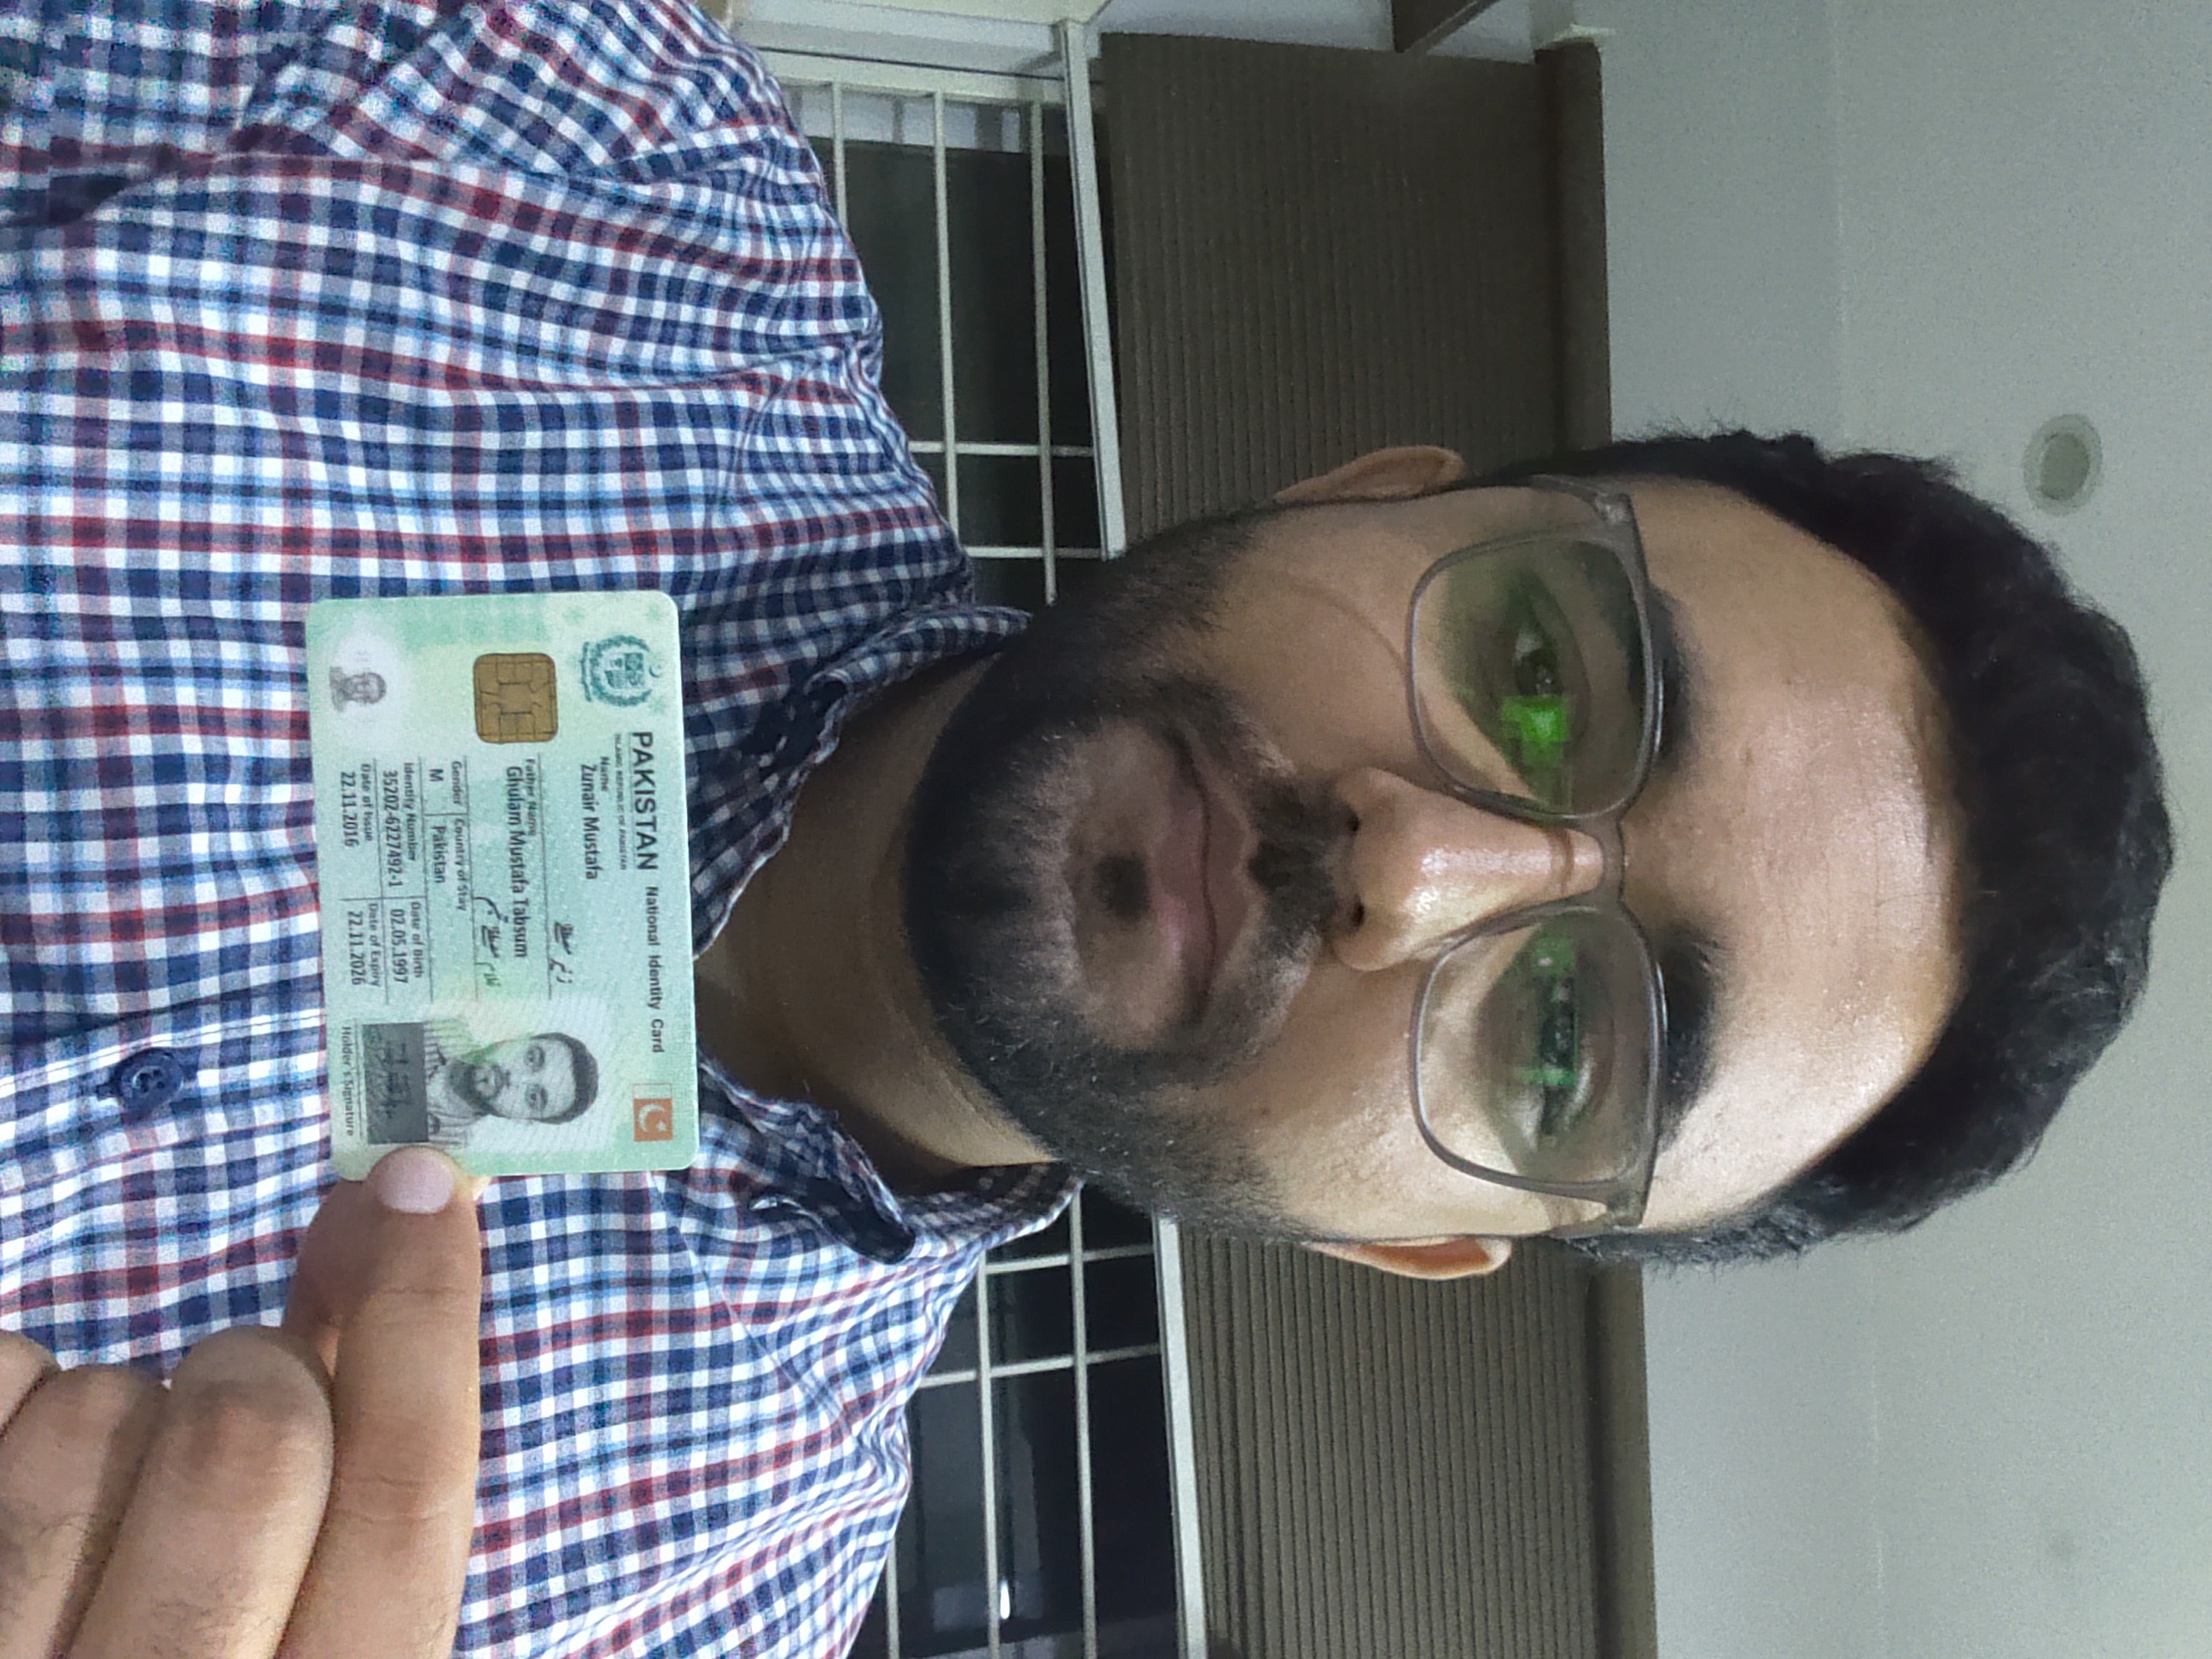 PAKISTAN National Identity Card
ISLAMIC REPUBLIC OF PAKISTAN
Name
Zunair Mustafa
زنیر مصطفٰے
Father Name
Ghulam Mustafa Tabsum
غلام مصطفٰے تبسم
Gender Country of Stay
M Pakistan
Identity Number Date of Birth
35202-6227492-1 02.05.1997
Date of Issue Date of Expiry
22.11.2016 22.11.2026
Holder's Signature